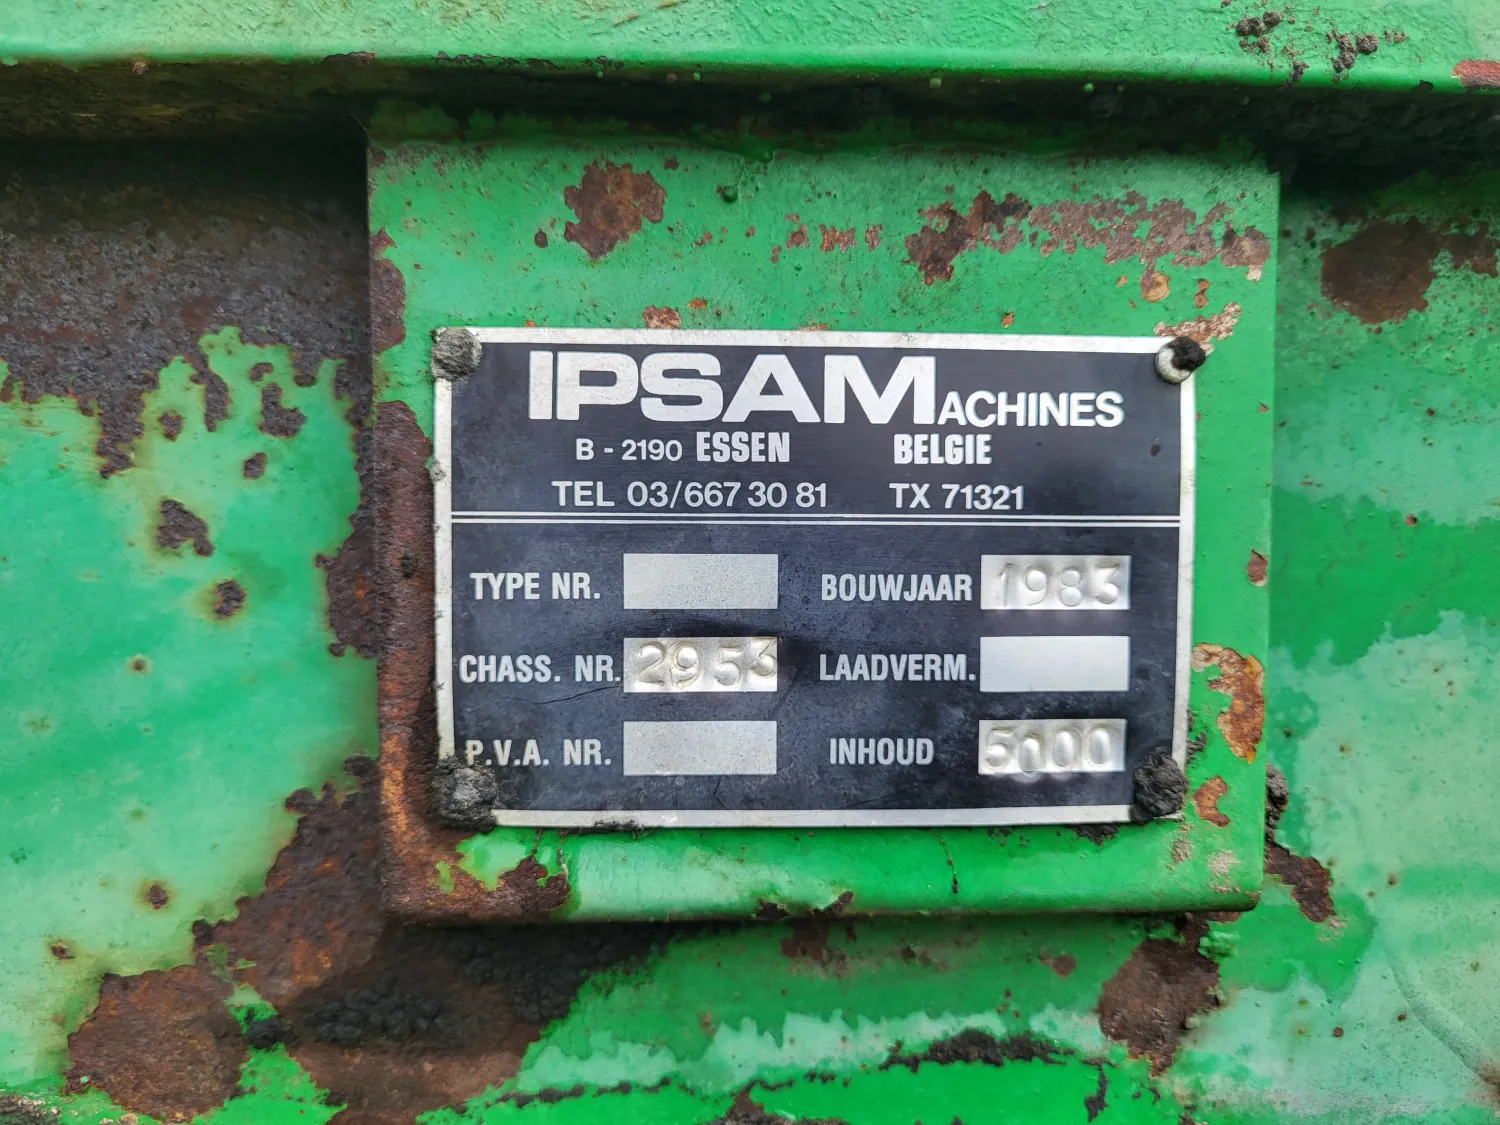 IPSAMACHINES
B - 2190 ESSEN BELGIE
TEL 03/667 30 81 TX 71321
TYPE NR. BOUWJAAR 1983
CHASS. NR. 2953 LAADVERM.
P.V.A. NR. INHOUD 5000